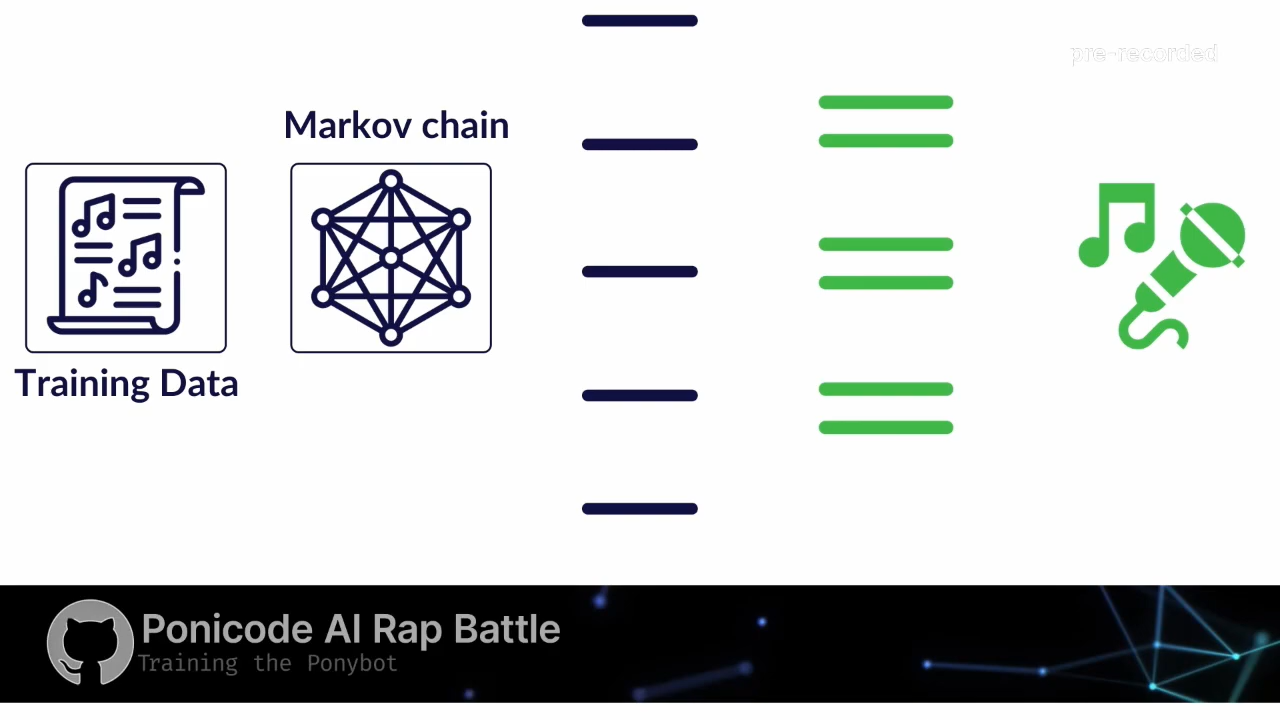 pre-recorded
Markov chain
Training Data
Ponicode AI Rap Battle
Training the Ponybot